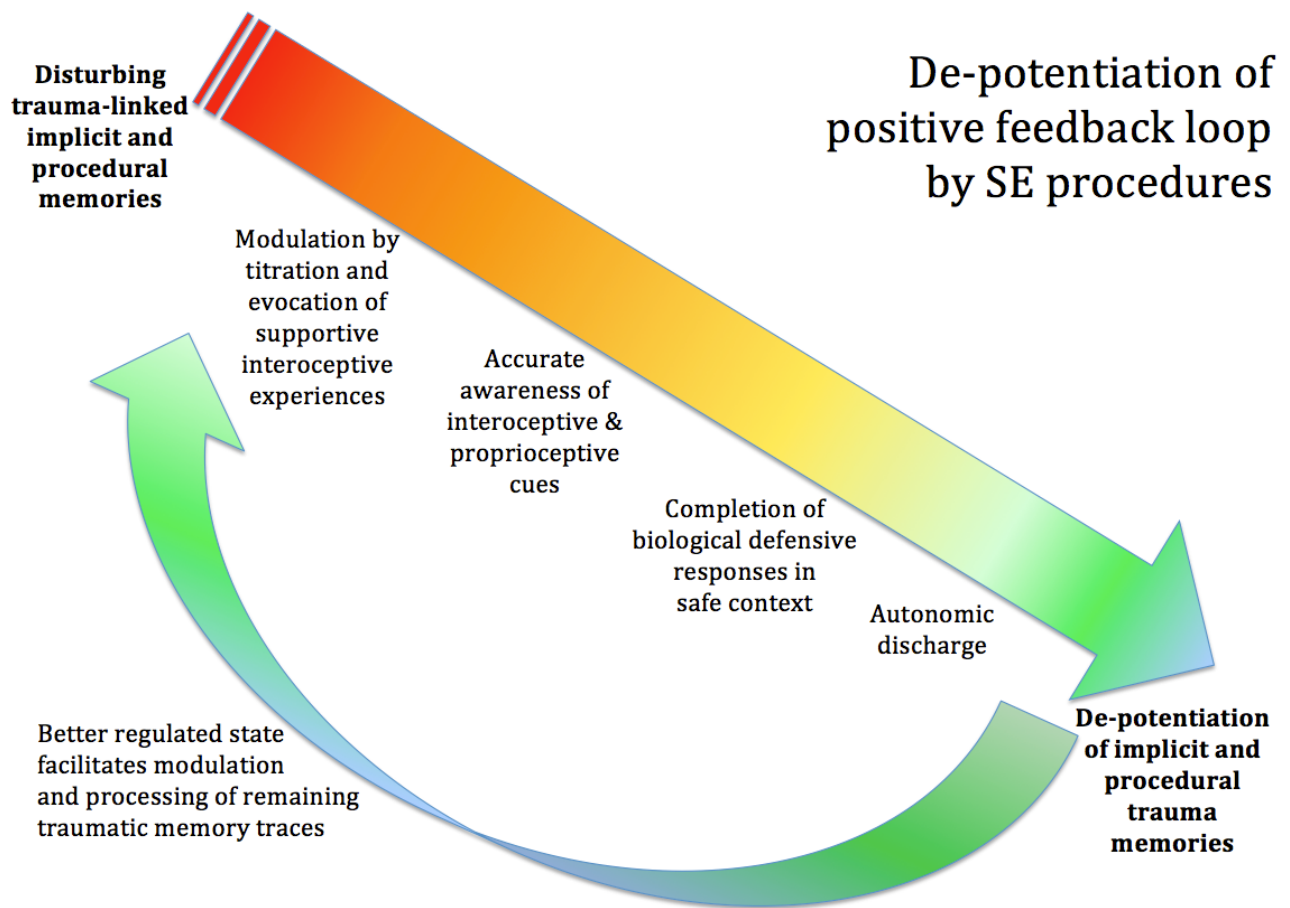 De-potentiation of
positive feedback loop
by SE procedures
Disturbing
trauma-linked
implicit and
procedural
memories
Modulation by
titration and
evocation of
supportive
interoceptive
experiences
Accurate
awareness of
interoceptive &
proprioceptive
cues
Completion of
biological defensive
responses in
safe context
Autonomic
discharge
De-potentiation
of implicit and
procedural
trauma
memories
Better regulated state
facilitates modulation
and processing of remaining
traumatic memory traces